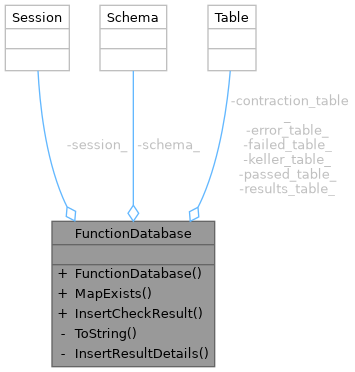 Session
Schema
Table
-contraction_table
_
-error_table_
-session_
-schema_
-failed_table_
-keller_table_
-passed_table_
-results_table_
FunctionDatabase
+ FunctionDatabase()
+ MapExists()
+ InsertCheckResult()
- ToString()
- InsertResultDetails()